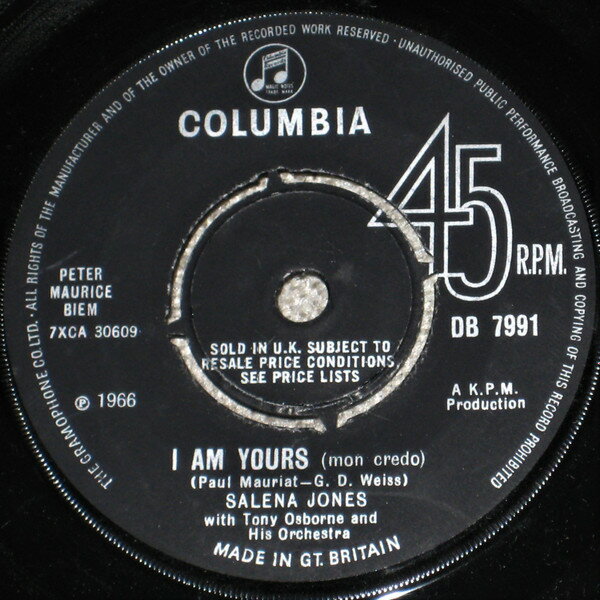 THE GRAMOPHONE CO.LTD. · ALL RIGHTS OF THE MANUFACTURER AND OF THE OWNER OF THE RECORDED WORK RESERVED · UNAUTHORISED PUBLIC PERFORMANCE BROADCASTING AND COPYING OF THIS RECORD PROHIBITED
MAGIC NOTES
TRADE MARK
COLUMBIA
45
R.P.M.
PETER
MAURICE
BIEM
7XCA 30609
DB 7991
SOLD IN U.K. SUBJECT TO
RESALE PRICE CONDITIONS,
SEE PRICE LISTS
℗ 1966
A K.P.M.
Production
I AM YOURS (mon credo)
(Paul Mauriat—G. D. Weiss)
SALENA JONES
with Tony Osborne and
His Orchestra
MADE IN GT. BRITAIN